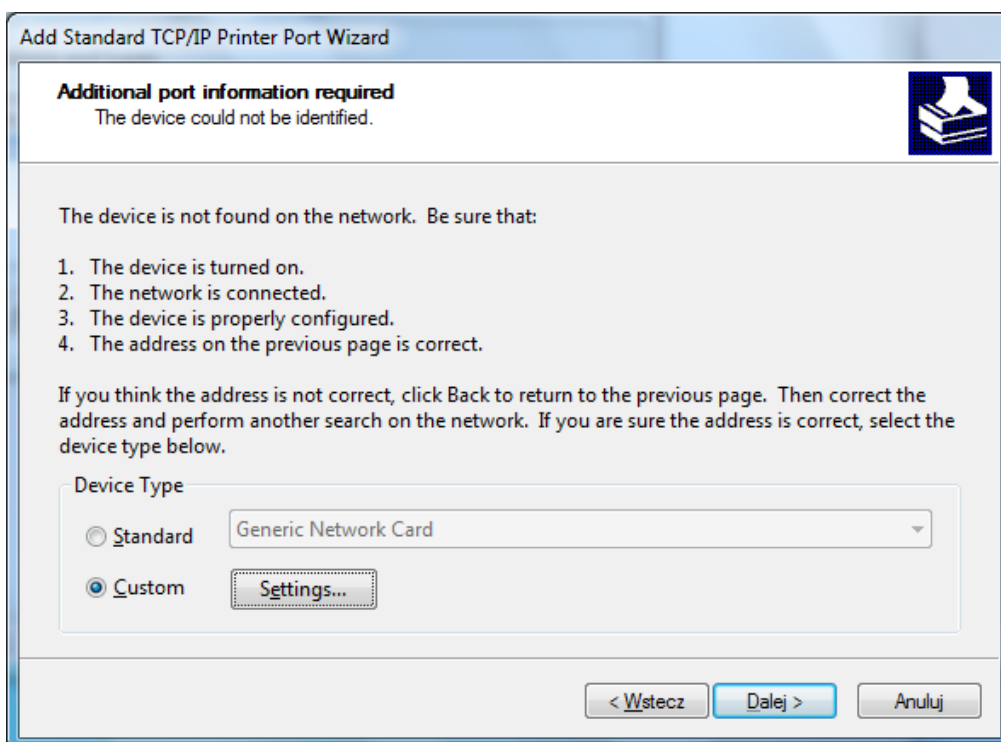 Add Standard TCP/IP Printer Port Wizard
Additional port information required
The device could not be identified.
The device is not found on the network.  Be sure that:
1.  The device is turned on.
2.  The network is connected.
3.  The device is properly configured.
4.  The address on the previous page is correct.
If you think the address is not correct, click Back to return to the previous page.  Then correct the
address and perform another search on the network.  If you are sure the address is correct, select the
device type below.
Device Type
Standard
Generic Network Card
Custom
Settings...
< Wstecz
Dalej >
Anuluj